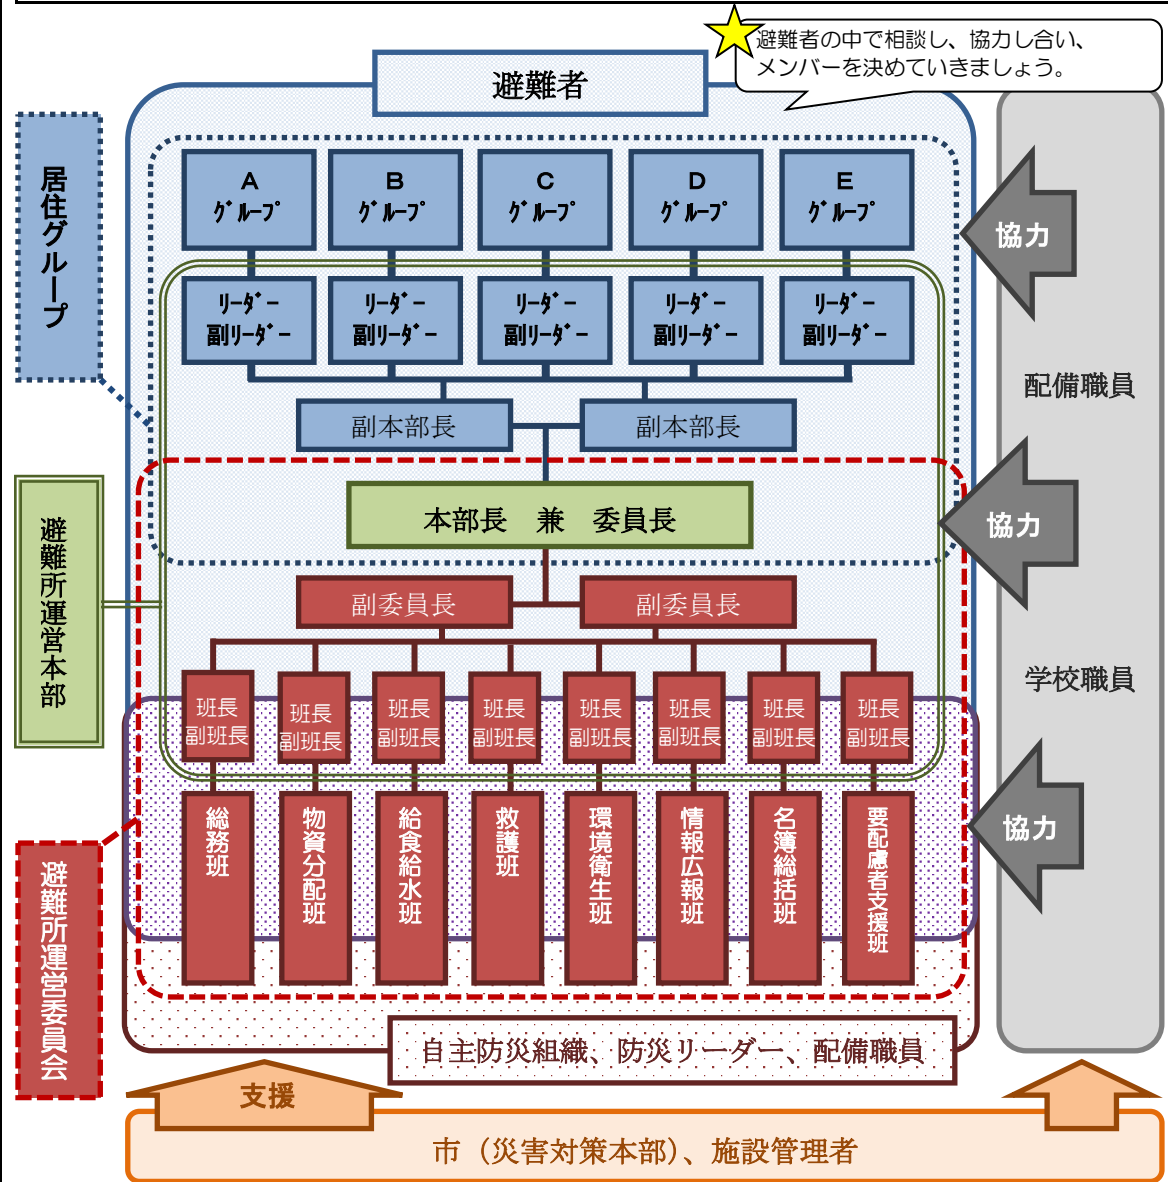 避難者の中で相談し、協力し合い、
メンバーを決めていきましょう。
避難者
居住グループ
A
グループ
B
グループ
C
グループ
D
グループ
E
グループ
リーダー
副リーダー
リーダー
副リーダー
リーダー
副リーダー
リーダー
副リーダー
リーダー
副リーダー
協力
配備職員
副本部長
副本部長
避難所運営本部
本部長　兼　委員長
協力
副委員長
副委員長
学校職員
班長
副班長
班長
副班長
班長
副班長
班長
副班長
班長
副班長
班長
副班長
班長
副班長
班長
副班長
避難所運営委員会
総務班
物資分配班
給食給水班
救護班
環境衛生班
情報広報班
名簿総括班
要配慮者支援班
協力
自主防災組織、防災リーダー、配備職員
支援
市（災害対策本部）、施設管理者